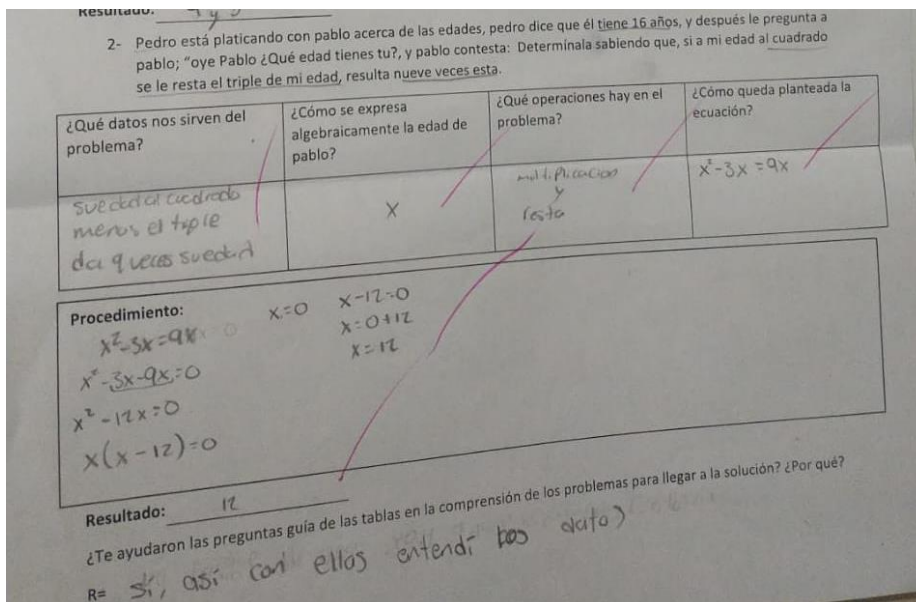 Resultado: 4 y
2- Pedro está platicando con pablo acerca de las edades, pedro dice que él tiene 16 años, y después le pregunta a
pablo; "oye Pablo ¿Qué edad tienes tu?, y pablo contesta: Determínala sabiendo que, si a mi edad al cuadrado
se le resta el triple de mi edad, resulta nueve veces esta.
¿Qué datos nos sirven del
problema?
¿Cómo se expresa
algebraicamente la edad de
pablo?
¿Qué operaciones hay en el
problema?
¿Cómo queda planteada la
ecuación?
su edad al cuadrado
menos el triple
da 9 veces su edad
x
multiplicacion
y
resta
x²-3x=9x
Procedimiento:
x²-3x=9x
x²-3x-9x=0
x²-12x=0
x(x-12)=0
x=0
x-12=0
x=0+12
x=12
Resultado: 12
¿Te ayudaron las preguntas guía de las tablas en la comprensión de los problemas para llegar a la solución? ¿Por qué?
R= Sí, así con ellas entendí los datos